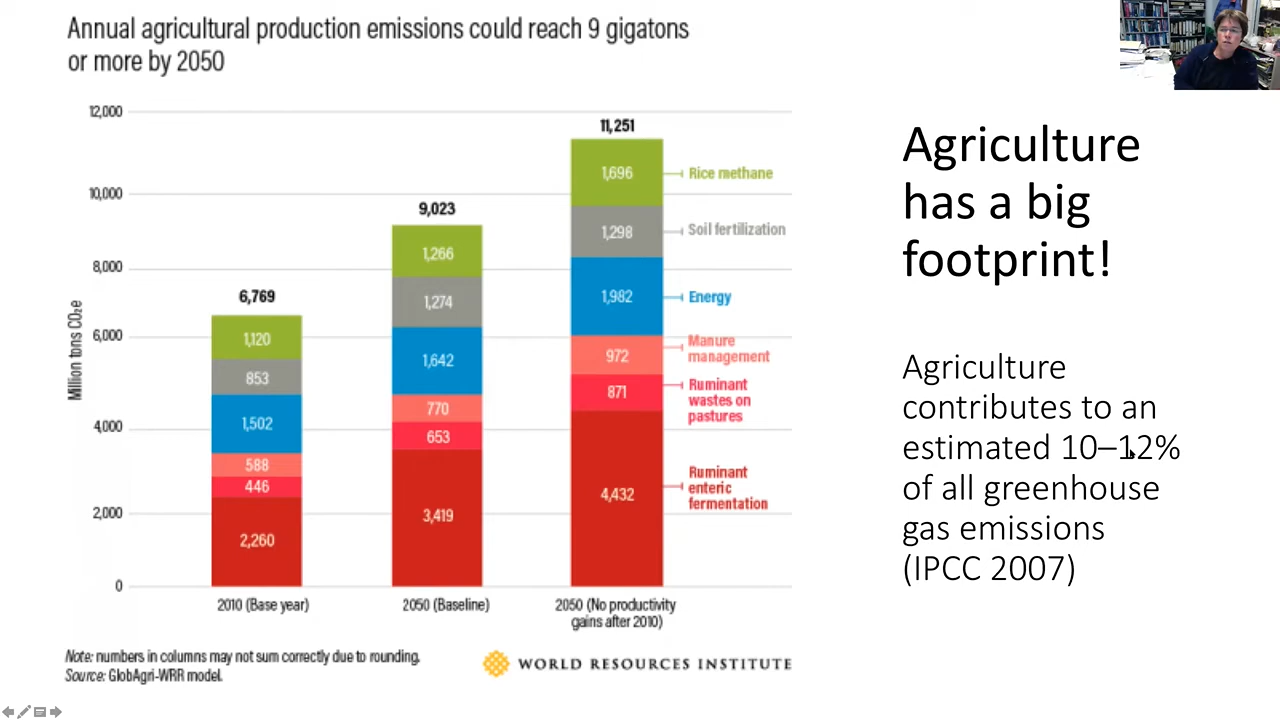 Annual agricultural production emissions could reach 9 gigatons
or more by 2050
Million tons CO₂e
12,000
10,000
8,000
6,000
4,000
2,000
0
6,769
1,120
853
1,502
588
446
2,260
2010 (Base year)
9,023
1,266
1,274
1,642
770
653
3,419
2050 (Baseline)
11,251
1,696
1,298
1,982
972
871
4,432
2050 (No productivity
gains after 2010)
Rice methane
Soil fertilization
Energy
Manure
management
Ruminant
wastes on
pastures
Ruminant
enteric
fermentation
Note: numbers in columns may not sum correctly due to rounding.
Source: GlobAgri-WRR model.
WORLD RESOURCES INSTITUTE
Agriculture
has a big
footprint!
Agriculture
contributes to an
estimated 10–12%
of all greenhouse
gas emissions
(IPCC 2007)